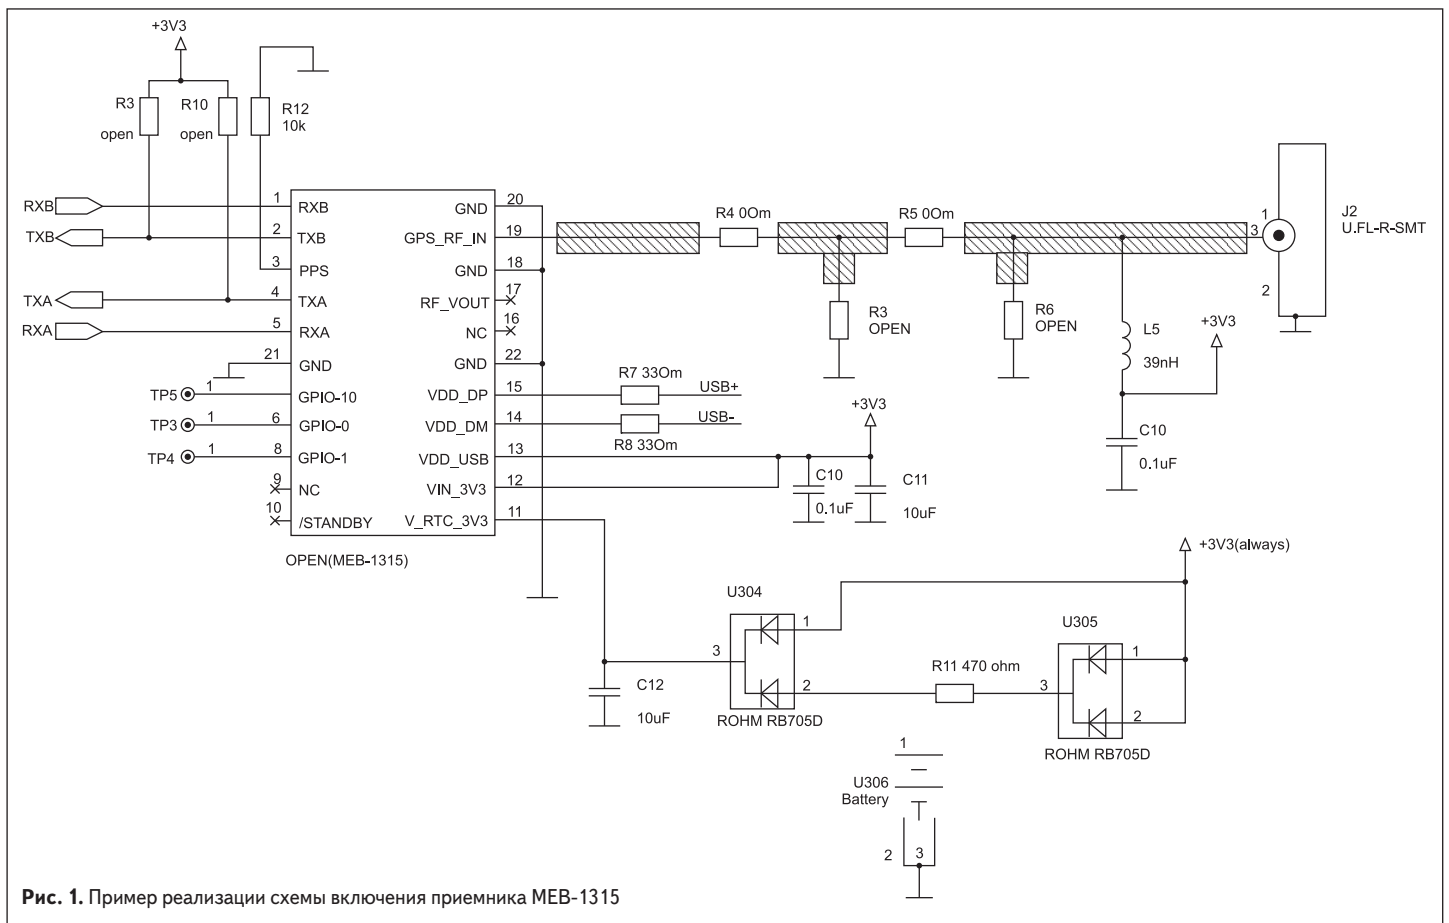 +3V3
R3
open
R10
open
R12
10k
RXB
TXB
TXA
RXA
TP5
TP3
TP4
1
1
1
1 RXB
2 TXB
3 PPS
4 TXA
5 RXA
21 GND
GPIO-10
6 GPIO-0
8 GPIO-1
9 NC
10 /STANDBY
GND 20
GPS_RF_IN 19
GND 18
RF_VOUT 17
NC 16
GND 22
VDD_DP 15
VDD_DM 14
VDD_USB 13
VIN_3V3 12
V_RTC_3V3 11
OPEN(MEB-1315)
R4 0Om
R5 0Om
R3
OPEN
R6
OPEN
L5
39nH
+3V3
C10
0.1uF
1
3
2
J2
U.FL-R-SMT
R7 33Om
USB+
R8 33Om
USB-
+3V3
C10
0.1uF
C11
10uF
+3V3(always)
U304
1
3
2
ROHM RB705D
C12
10uF
R11 470 ohm
U305
1
3
2
ROHM RB705D
1
U306
Battery
2 3
Рис. 1. Пример реализации схемы включения приемника MEB-1315